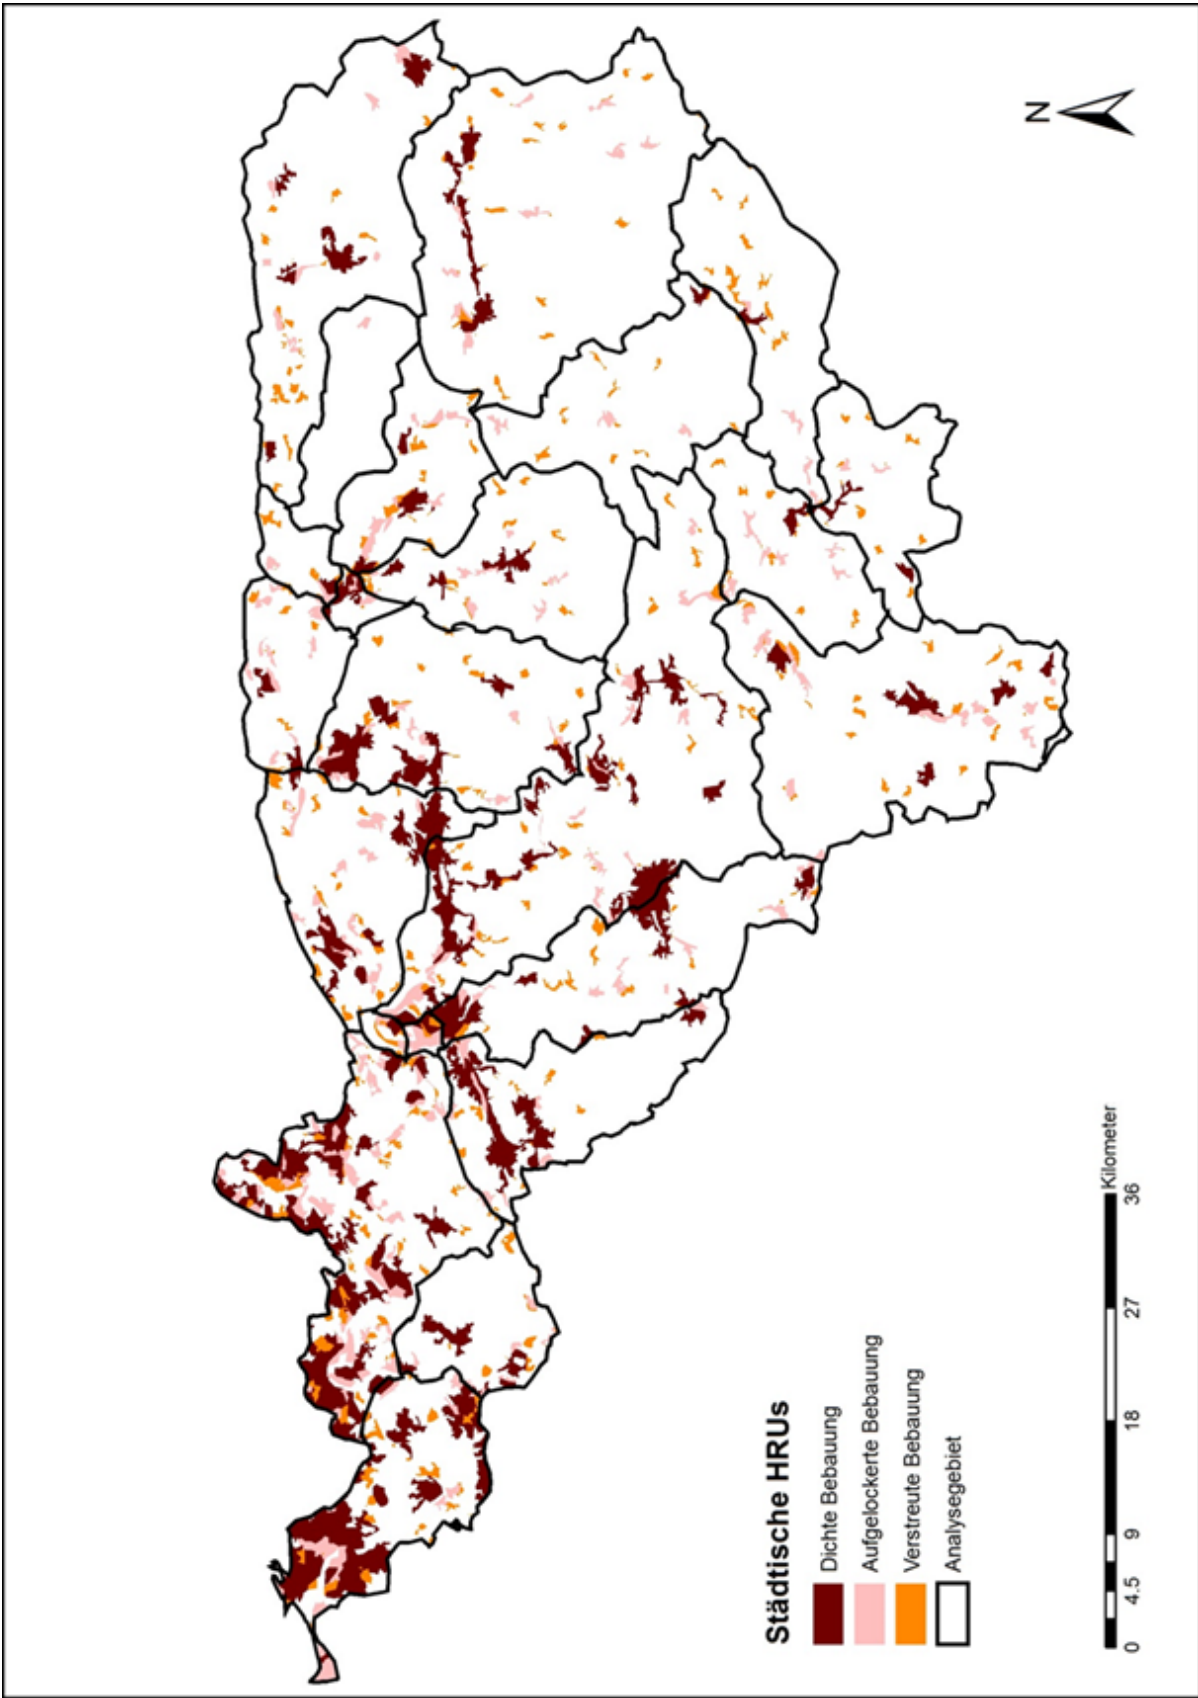 N
Städtische HRUs
Dichte Bebauung
Aufgelockerte Bebauung
Verstreute Bebauung
Analysegebiet
0 4.5 9 18 27 36
Kilometer